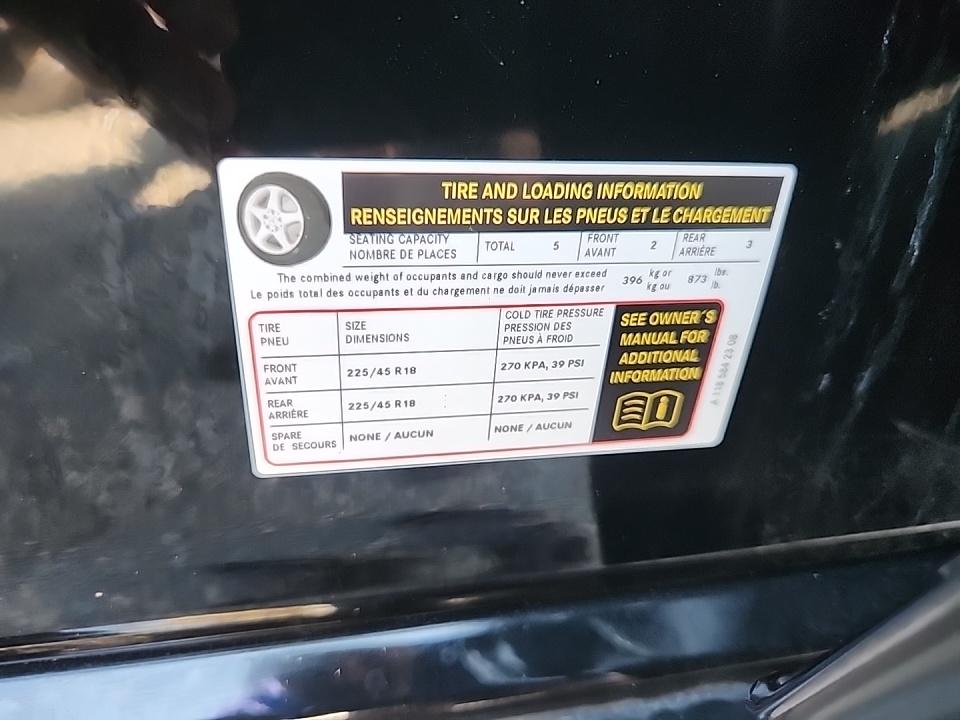 TIRE AND LOADING INFORMATION
RENSEIGNEMENTS SUR LES PNEUS ET LE CHARGEMENT
SEATING CAPACITY
NOMBRE DE PLACES
TOTAL 5
FRONT
AVANT
2
REAR
ARRIÈRE
3
The combined weight of occupants and cargo should never exceed
Le poids total des occupants et du chargement ne doit jamais dépasser
396 kg or
kg ou
873 lbs.
lb.
TIRE
PNEU
SIZE
DIMENSIONS
COLD TIRE PRESSURE
PRESSION DES
PNEUS À FROID
FRONT
AVANT
225/45 R18
270 KPA, 39 PSI
REAR
ARRIÈRE
225/45 R18
270 KPA, 39 PSI
SPARE
DE SECOURS
NONE / AUCUN
NONE / AUCUN
SEE OWNER'S
MANUAL FOR
ADDITIONAL
INFORMATION
A 118 584 23 08